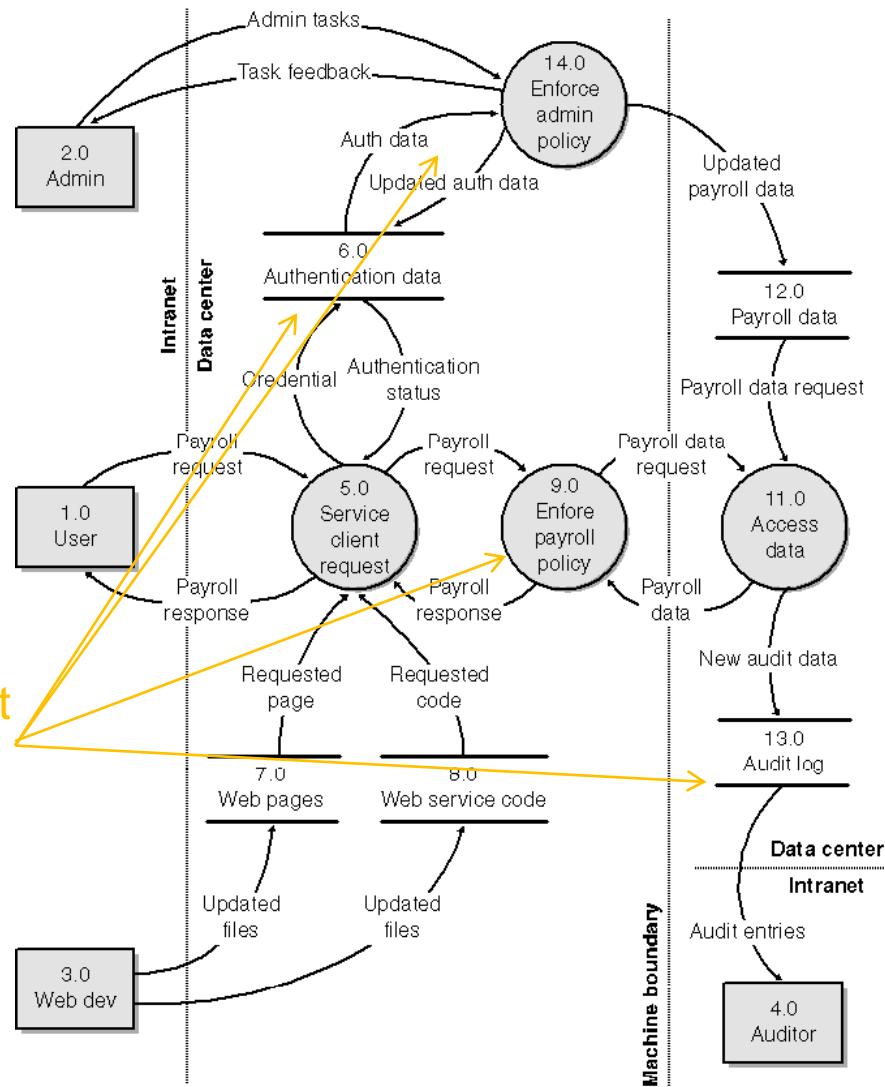 Admin tasks
Task feedback
14.0
Enforce
admin
policy
2.0
Admin
Auth data
Updated auth data
Updated
payroll data
6.0
Authentication data
Intranet
Data center
12.0
Payroll data
Credential
Authentication
status
Payroll data request
Payroll
request
Payroll
request
Payroll data
request
1.0
User
5.0
Service
client
request
9.0
Enfore
payroll
policy
11.0
Access
data
Payroll
response
Payroll
response
Payroll
data
Requested
page
Requested
code
New audit data
t
7.0
Web pages
8.0
Web service code
13.0
Audit log
Data center
Intranet
Updated
files
Updated
files
Machine boundary
Audit entries
3.0
Web dev
4.0
Auditor